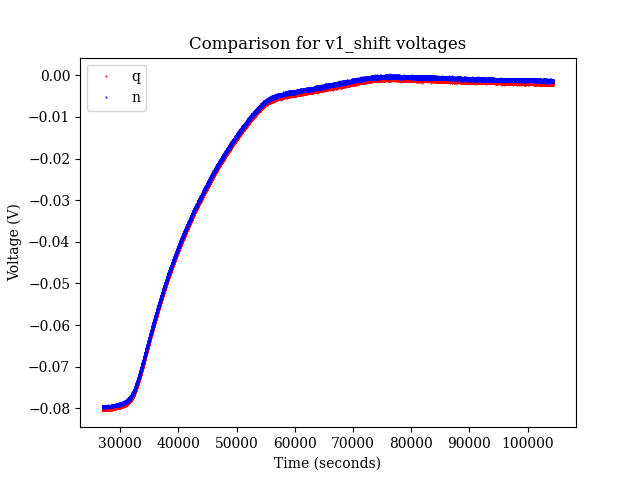 Comparison for v1_shift voltages
q
n
0.00
−0.01
−0.02
−0.03
−0.04
−0.05
−0.06
−0.07
−0.08
Voltage (V)
30000 40000 50000 60000 70000 80000 90000 100000
Time (seconds)